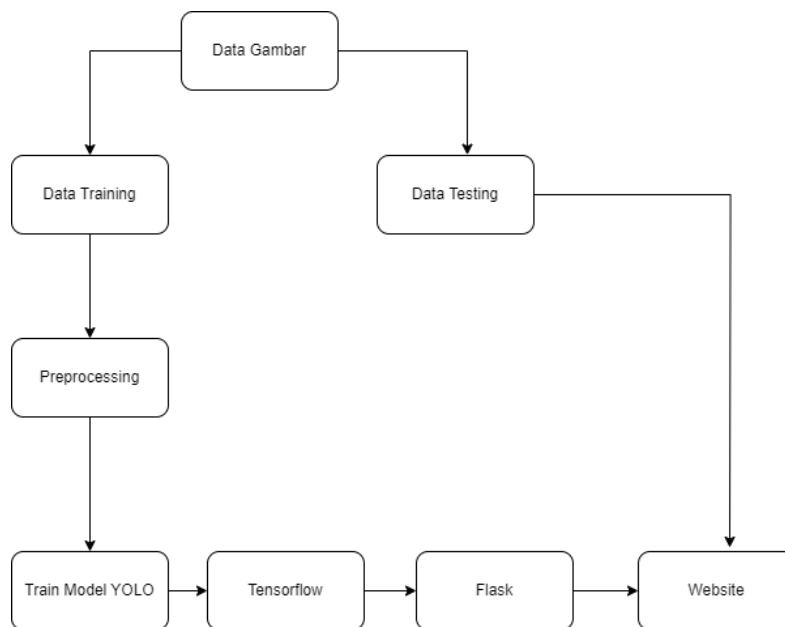 Data Gambar
Data Training
Data Testing
Preprocessing
Train Model YOLO
Tensorflow
Flask
Website